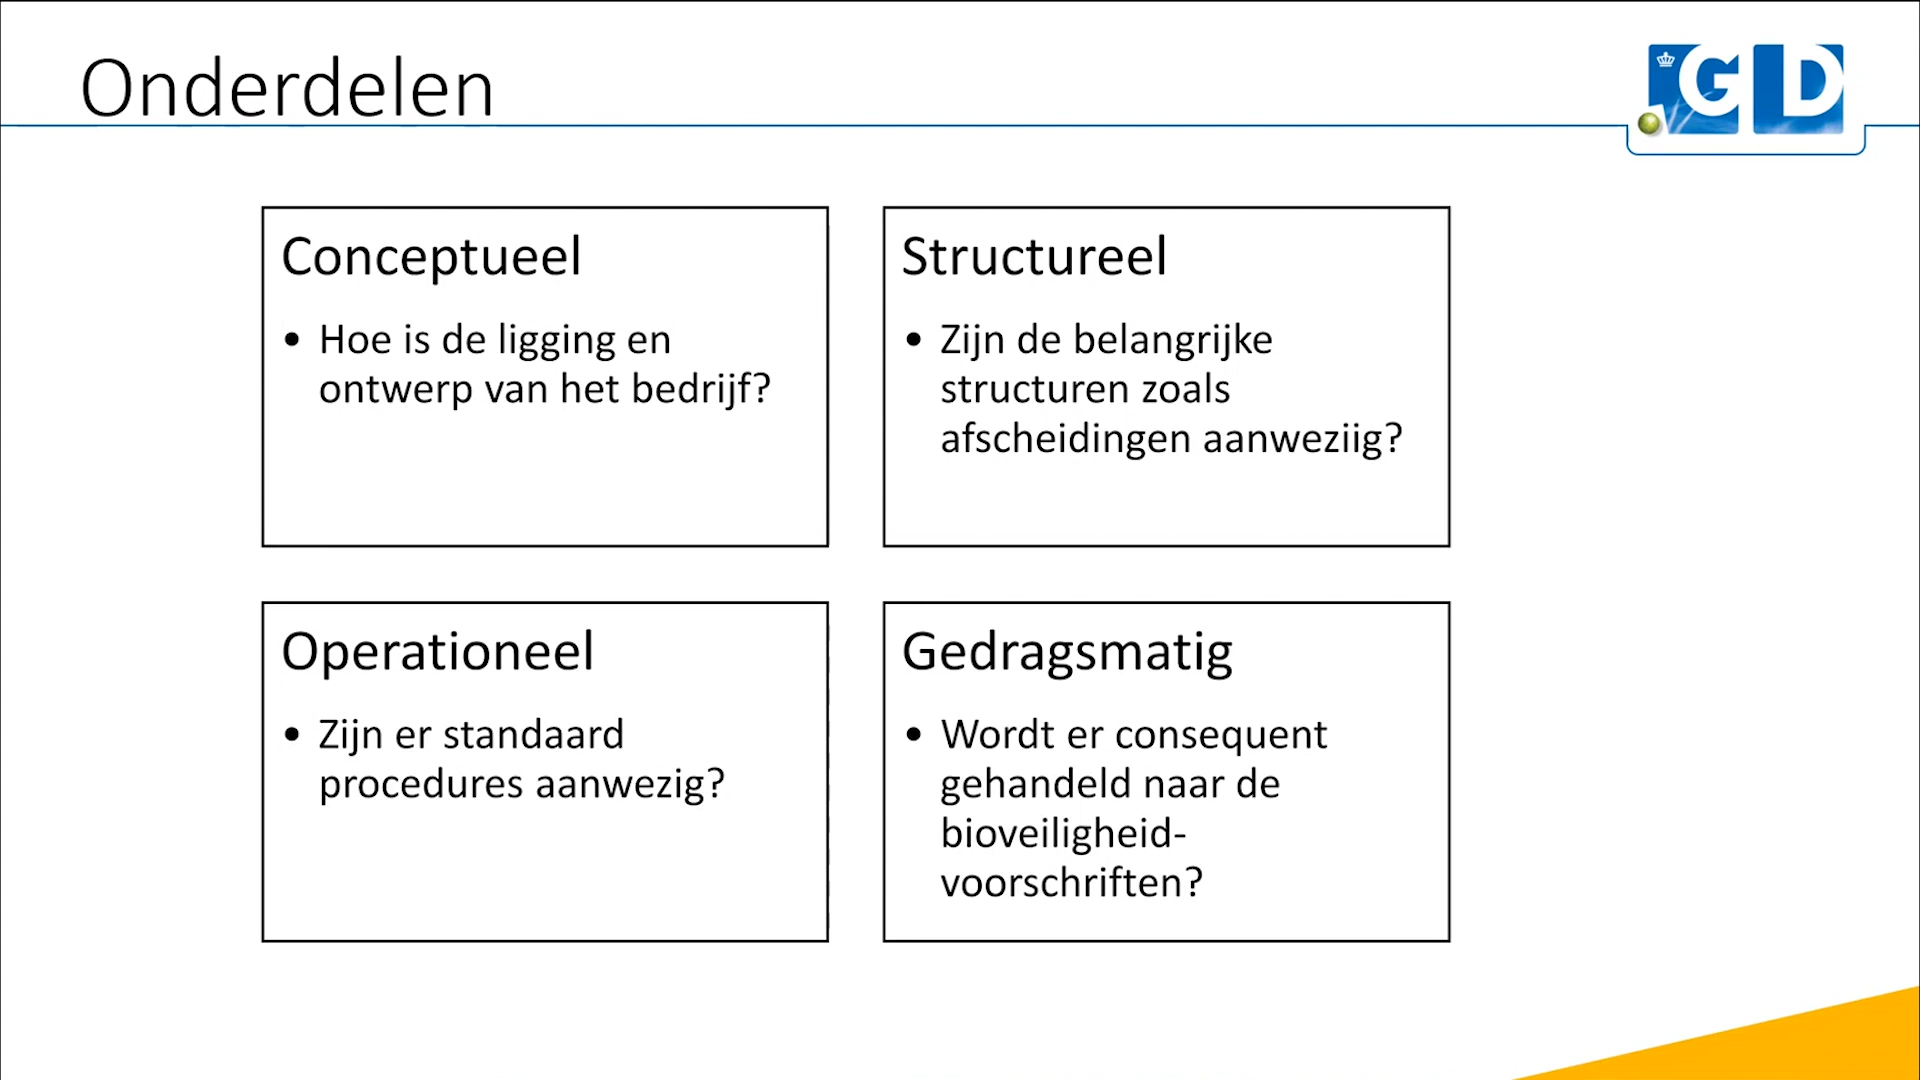 Onderdelen
GD
Conceptueel
• Hoe is de ligging en
ontwerp van het bedrijf?
Structureel
• Zijn de belangrijke
structuren zoals
afscheidingen aanweziig?
Operationeel
• Zijn er standaard
procedures aanwezig?
Gedragsmatig
• Wordt er consequent
gehandeld naar de
bioveiligheid-
voorschriften?